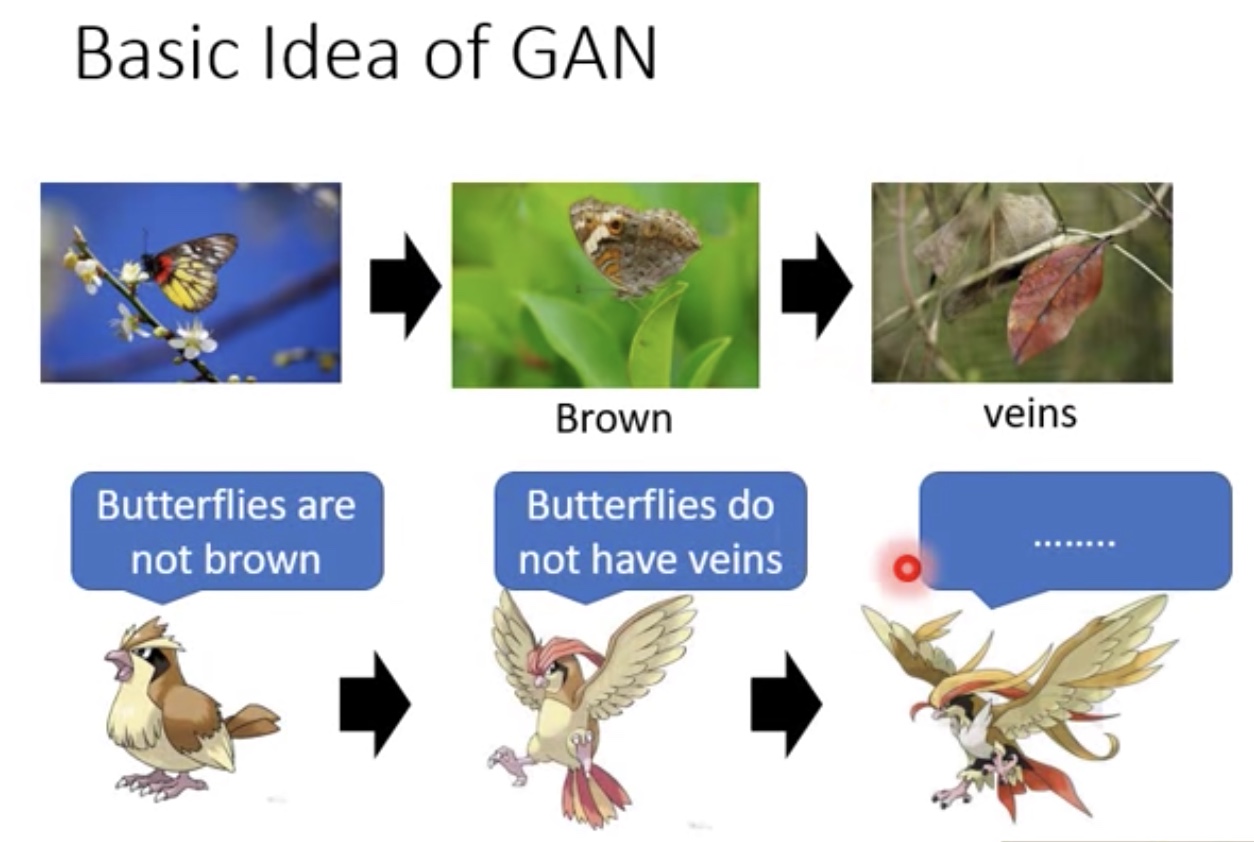 Basic Idea of GAN
Brown
veins
Butterflies are
not brown
Butterflies do
not have veins
........